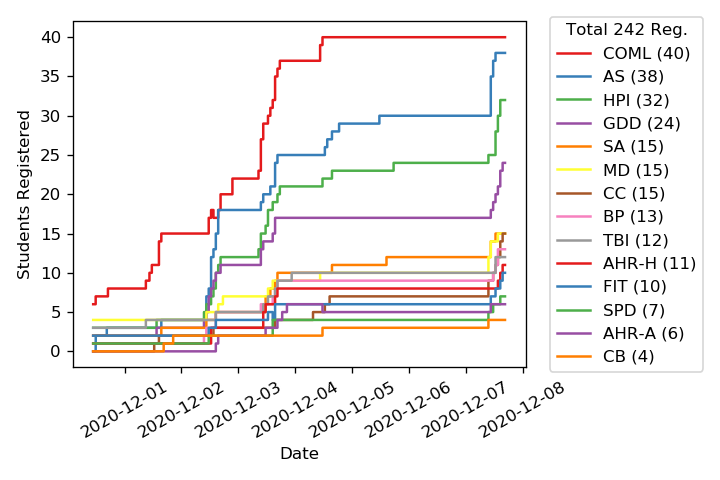 Total 242 Reg.
COML (40)
AS (38)
HPI (32)
GDD (24)
SA (15)
MD (15)
CC (15)
BP (13)
TBI (12)
AHR-H (11)
FIT (10)
SPD (7)
AHR-A (6)
CB (4)
Students Registered
40
35
30
25
20
15
10
5
0
2020-12-01
2020-12-02
2020-12-03
2020-12-04
2020-12-05
2020-12-06
2020-12-07
2020-12-08
Date